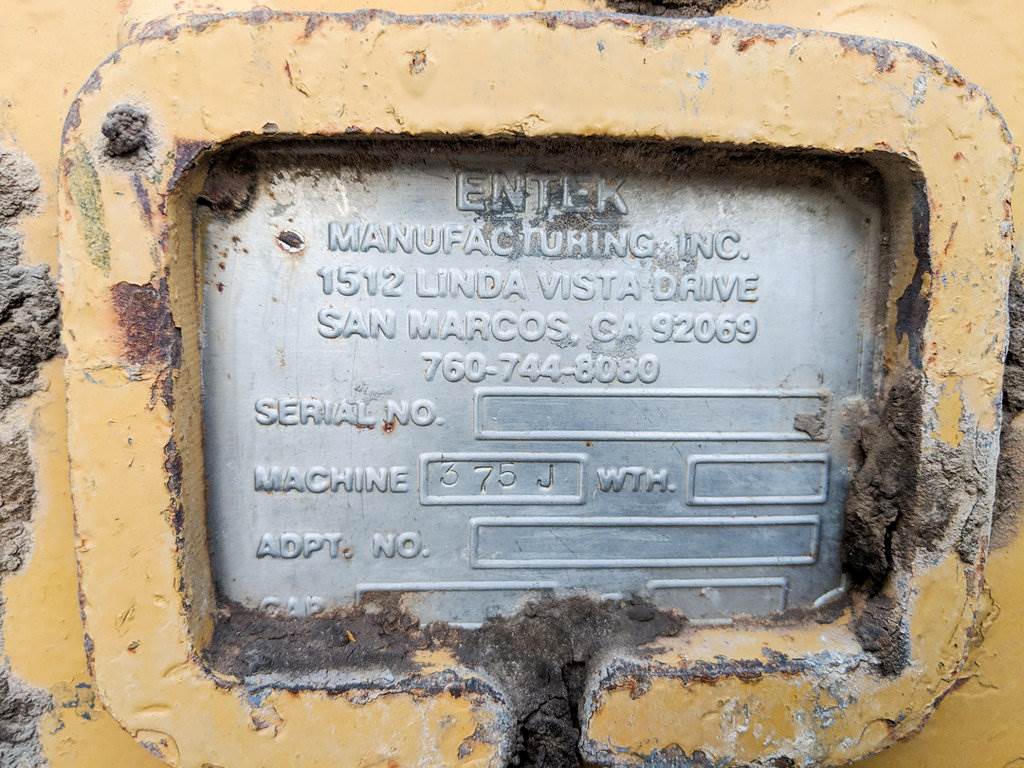 ENTEK
MANUFACTURING, INC.
1512 LINDA VISTA DRIVE
SAN MARCOS, CA 92069
760-744-8080
SERIAL NO.
MACHINE 375 J WTH.
ADPT. NO.
CAP.